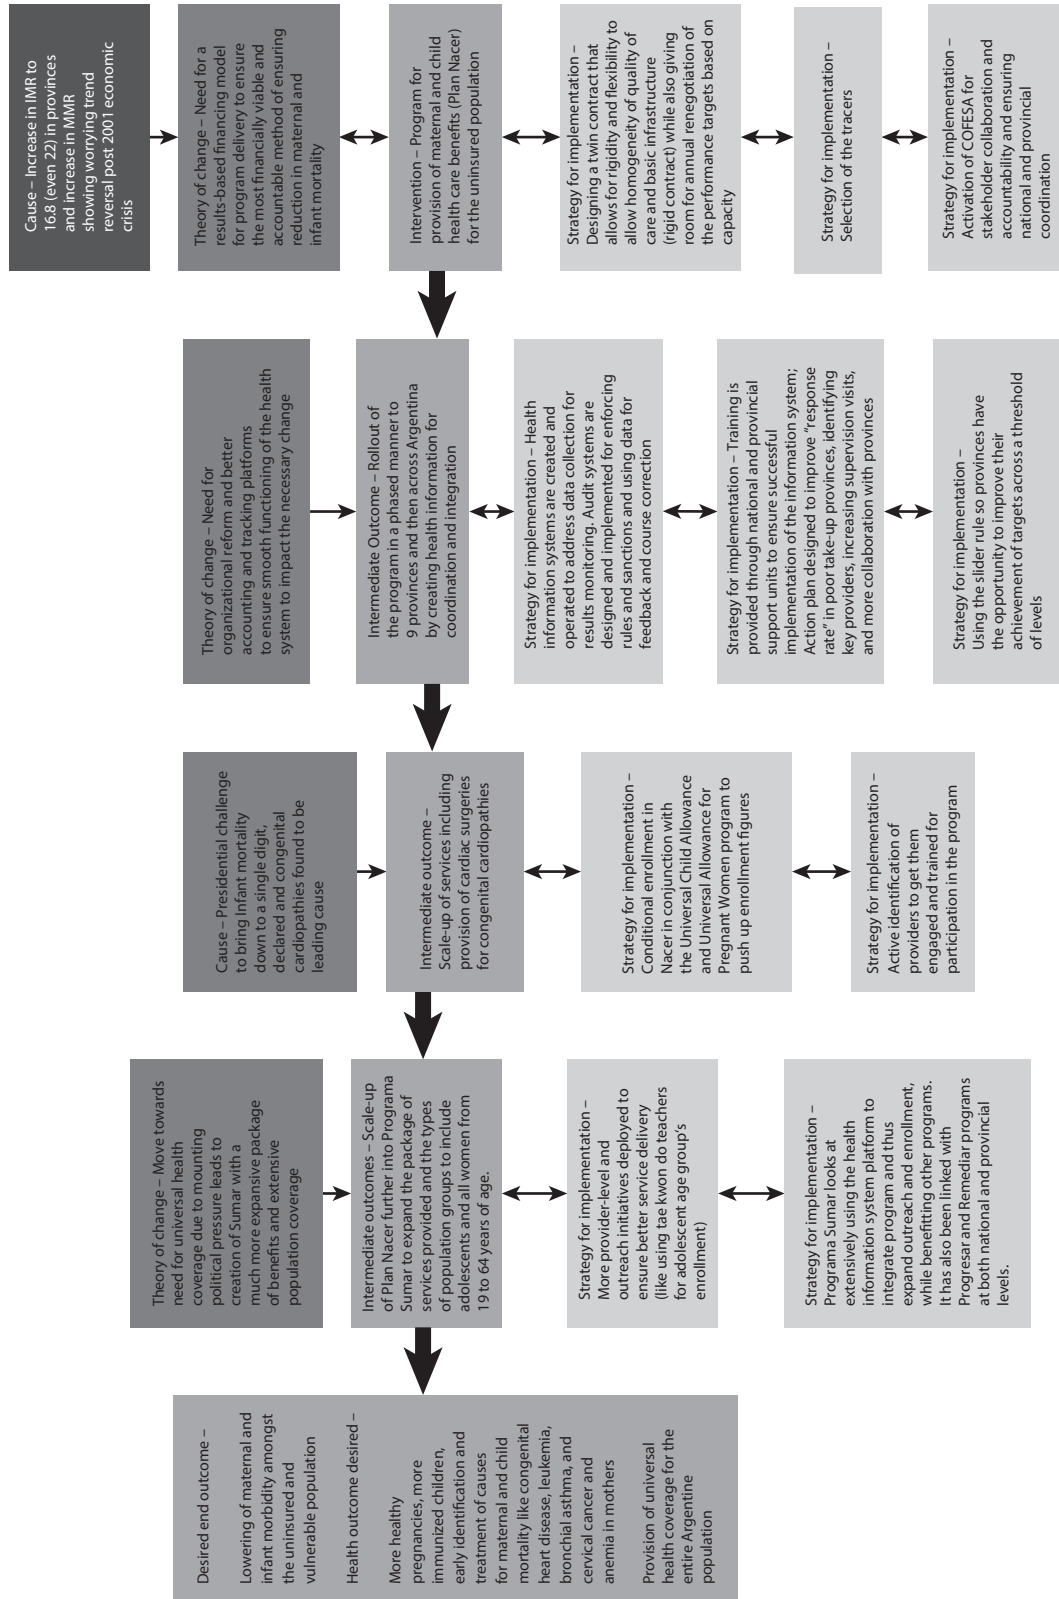 Cause – Increase in IMR to
16.8 (even 22) in provinces
and increase in MMR
showing worrying trend
reversal post 2001 economic
crisis
Theory of change – Need for a
results-based financing model
for program delivery to ensure
the most financially viable and
accountable method of ensuring
reduction in maternal and
infant mortality
Intervention – Program for
provision of maternal and child
health care benefits (Plan Nacer)
for the uninsured population
Strategy for implementation –
Designing a twin contract that
allows for rigidity and flexibility to
allow homogeneity of quality of
care and basic infrastructure
(rigid contract) while also giving
room for annual renegotiation of
the performance targets based on
capacity
Strategy for implementation –
Selection of the tracers
Strategy for implementation –
Activation of COFESA for
stakeholder collaboration and
accountability and ensuring
national and provincial
coordination
Theory of change – Need for
organizational reform and better
accounting and tracking platforms
to ensure smooth functioning of the health
system to impact the necessary change
Intermediate Outcome – Rollout of
the program in a phased manner to
9 provinces and then across Argentina
by creating health information for
coordination and integration
Strategy for implementation – Health
information systems are created and
operated to address data collection for
results monitoring. Audit systems are
designed and implemented for enforcing
rules and sanctions and using data for
feedback and course correction
Strategy for implementation – Training is
provided through national and provincial
support units to ensure successful
implementation of the information system;
Action plan designed to improve “response
rate” in poor take-up provinces, identifying
key providers, increasing supervision visits,
and more collaboration with provinces
Strategy for implementation –
Using the slider rule so provinces have
the opportunity to improve their
achievement of targets across a threshold
of levels
Cause – Presidential challenge
to bring Infant mortality
down to a single digit,
declared and congenital
cardiopathies found to be
leading cause
Intermediate outcome –
Scale-up of services including
provision of cardiac surgeries
for congenital cardiopathies
Strategy for implementation –
Conditional enrollment in
Nacer in conjunction with
the Universal Child Allowance
and Universal Allowance for
Pregnant Women program to
push up enrollment figures
Strategy for implementation –
Active identification of
providers to get them
engaged and trained for
participation in the program
Theory of change – Move towards
need for universal health
coverage due to mounting
political pressure leads to
creation of Sumar with a
much more expansive package
of benefits and extensive
population coverage
Intermediate outcomes – Scale-up
of Plan Nacer further into Programa
Sumar to expand the package of
services provided and the types
of population groups to include
adolescents and all women from
19 to 64 years of age.
Strategy for implementation –
More provider-level and
outreach initiatives deployed to
ensure better service delivery
(like using tae kwon do teachers
for adolescent age group’s
enrollment)
Strategy for implementation –
Programa Sumar looks at
extensively using the health
information system platform to
integrate program and thus
expand outreach and enrollment,
while benefitting other programs.
It has also been linked with
Progresar and Remediar programs
at both national and provincial
levels.
Desired end outcome –
Lowering of maternal and
infant morbidity amongst
the uninsured and
vulnerable population
Health outcome desired –
More healthy
pregnancies, more
immunized children,
early identification and
treatment of causes
for maternal and child
mortality like congenital
heart disease, leukemia,
bronchial asthma, and
cervical cancer and
anemia in mothers
Provision of universal
health coverage for the
entire Argentine
population